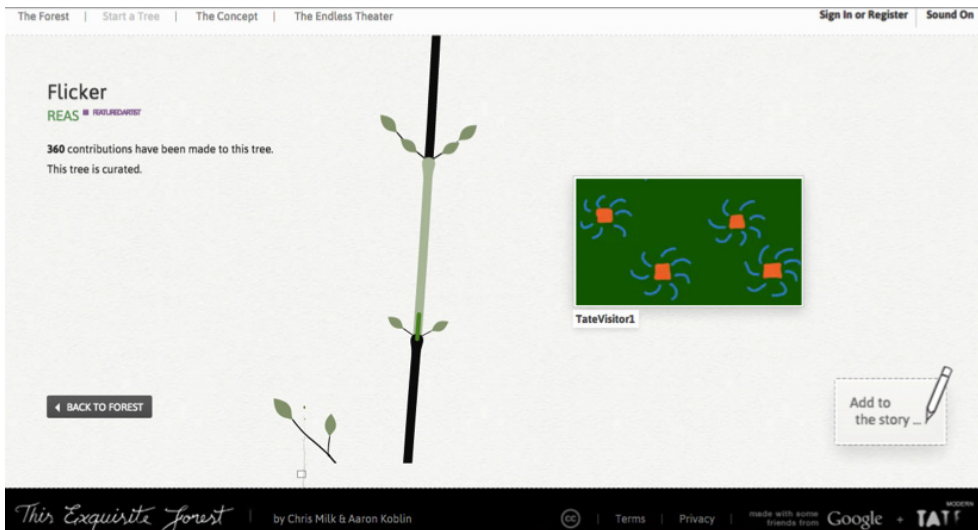 The Forest | Start a Tree | The Concept | The Endless Theater
Sign In or Register | Sound On
Flicker
REAS FEATURED ARTIST
360 contributions have been made to this tree.
This tree is curated.
TateVisitor1
BACK TO FOREST
Add to
the story ...
This Exquisite Forest | by Chris Milk & Aaron Koblin
cc | Terms | Privacy | made with some
friends from Google + TATE
MODERN